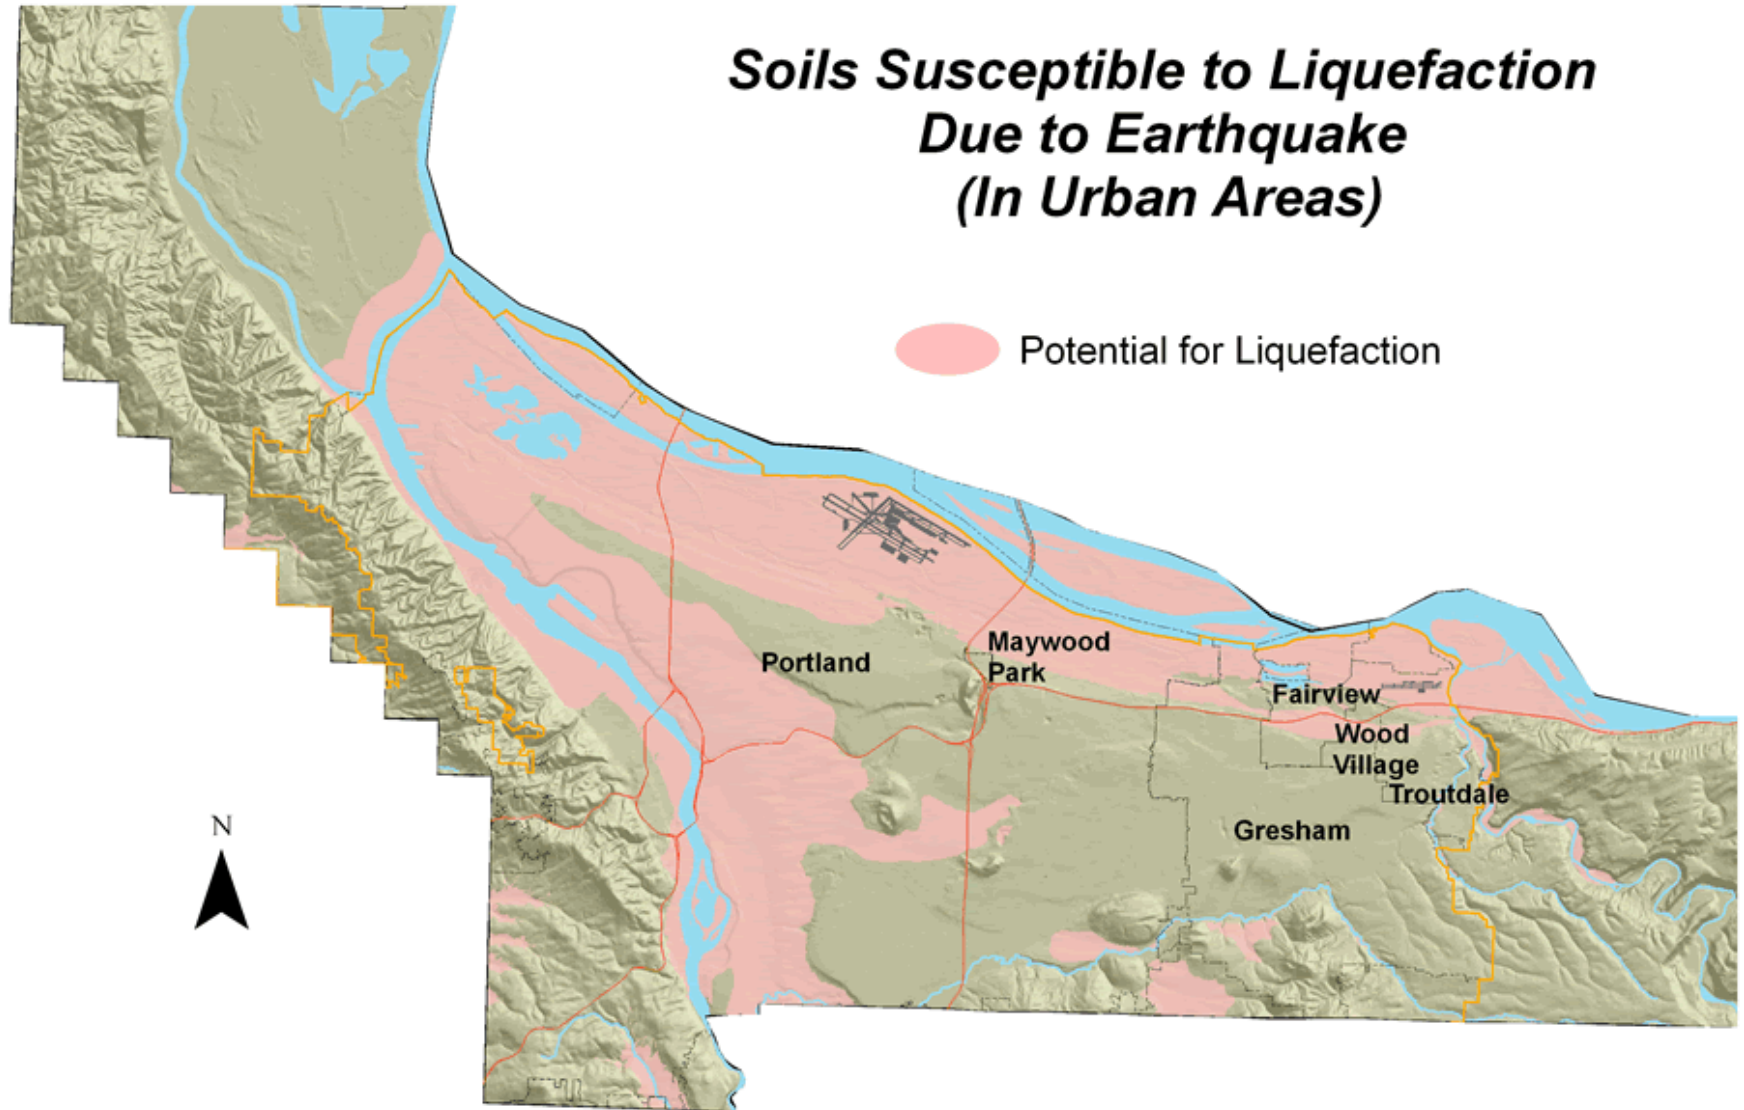 Soils Susceptible to Liquefaction
Due to Earthquake
(In Urban Areas)
Potential for Liquefaction
Maywood
Park
Portland
Fairview
Wood
Village
Troutdale
Gresham
N